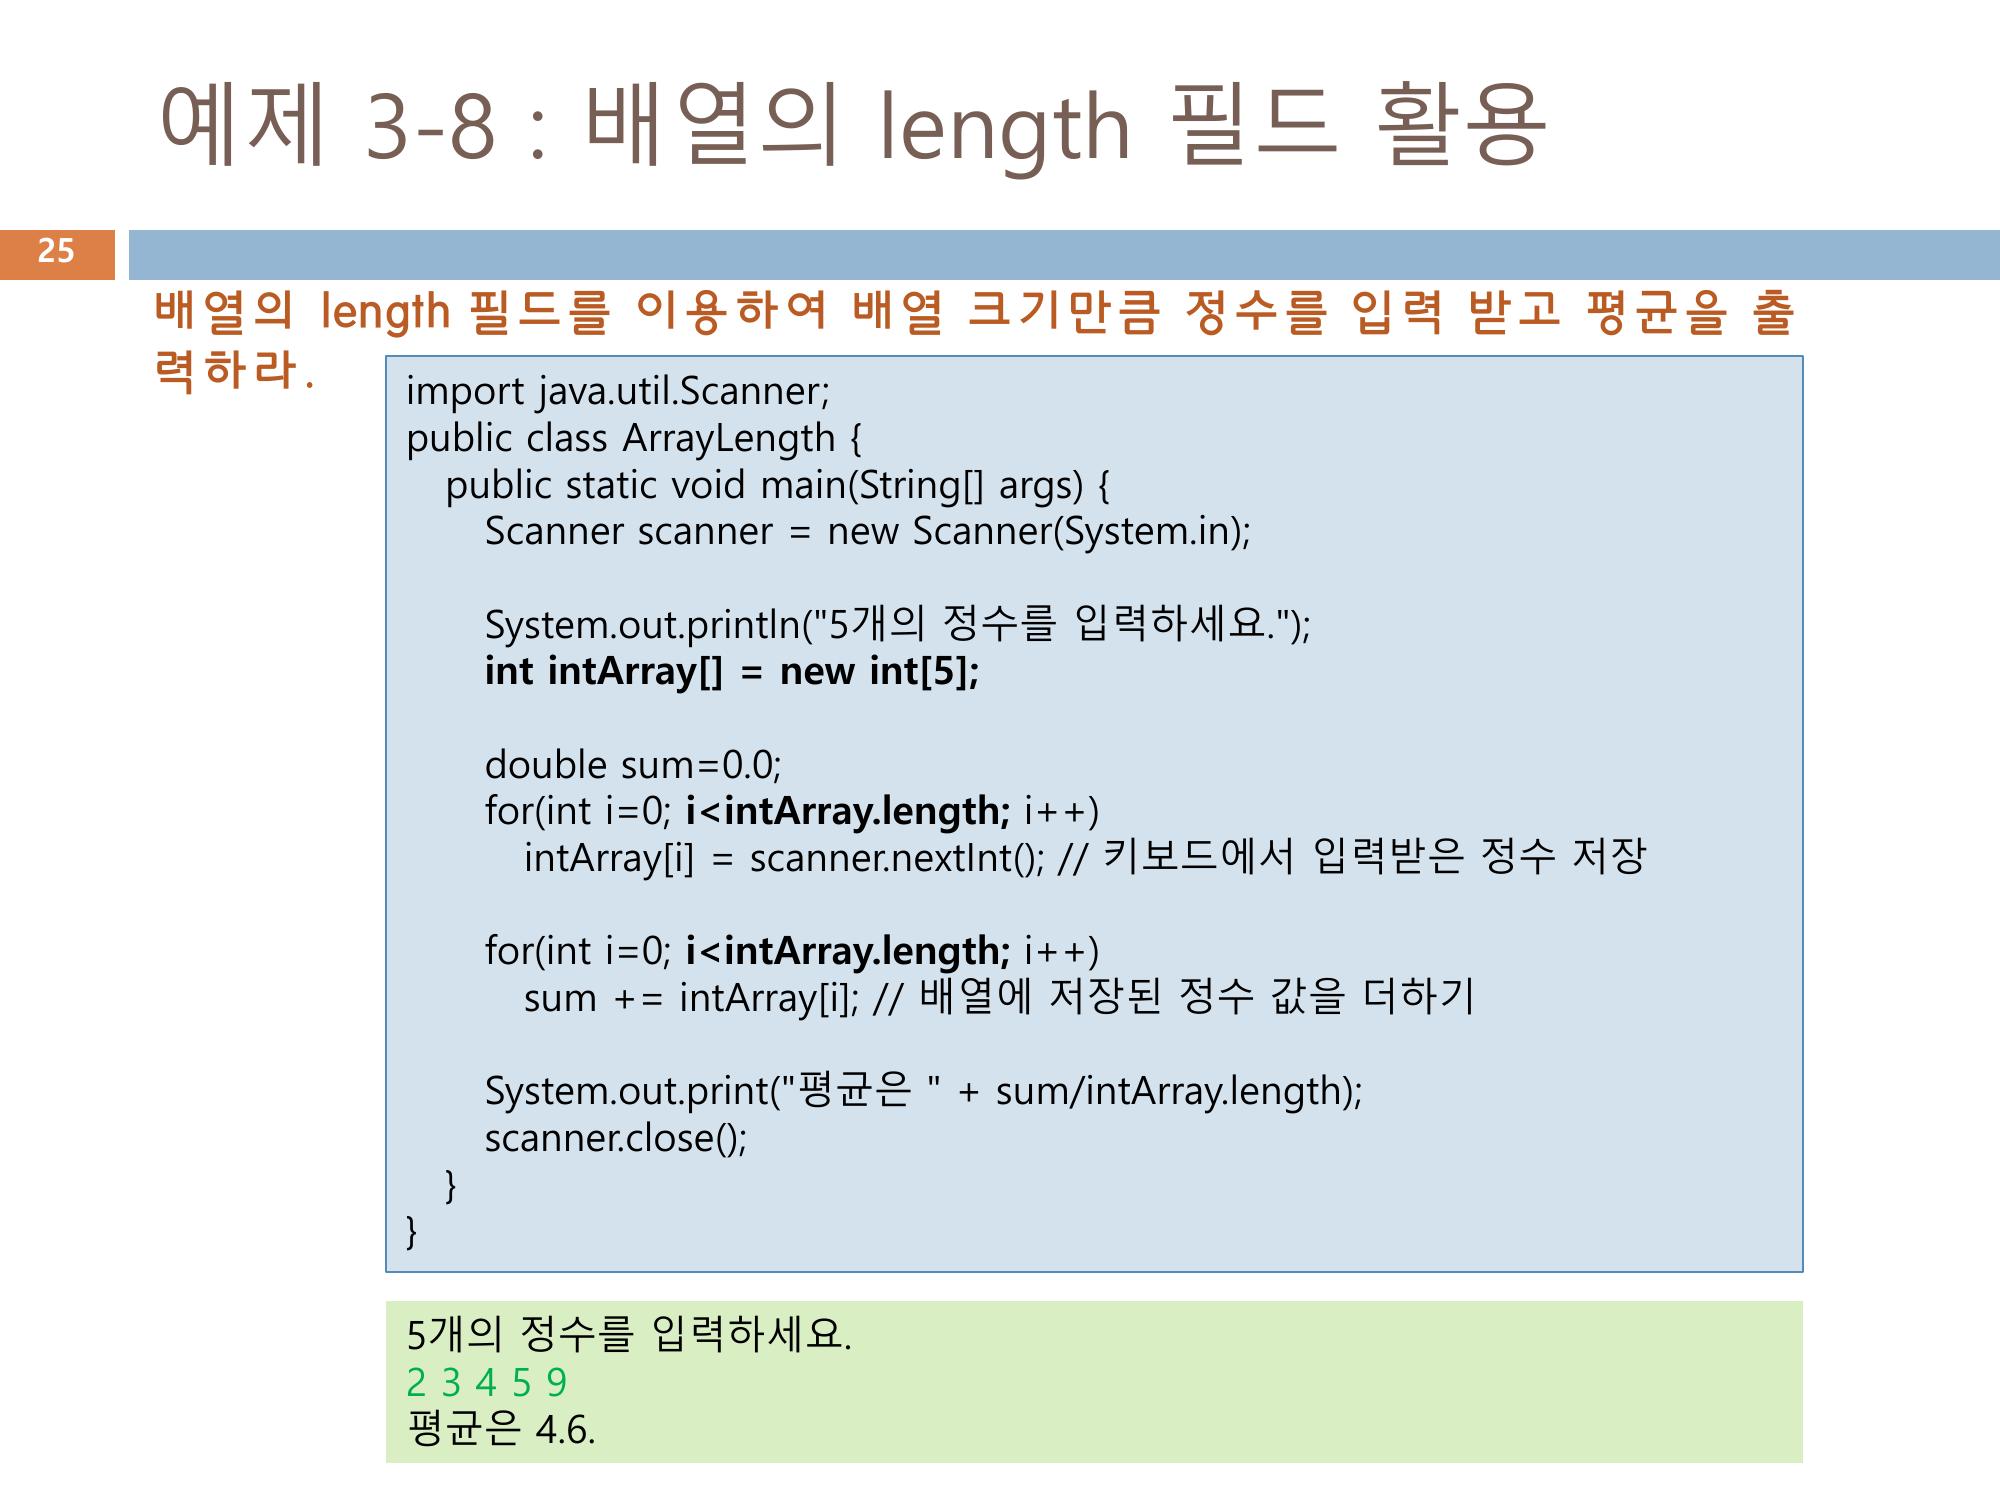 예제 3-8 : 배열의 length 필드 활용
25
배열의 length 필드를 이용하여 배열 크기만큼 정수를 입력 받고 평균을 출
력하라.
import java.util.Scanner;
public class ArrayLength {
public static void main(String[] args) {
Scanner scanner = new Scanner(System.in);
System.out.println("5개의 정수를 입력하세요.");
int intArray[] = new int[5];
double sum=0.0;
for(int i=0; i<intArray.length; i++)
intArray[i] = scanner.nextInt(); // 키보드에서 입력받은 정수 저장
for(int i=0; i<intArray.length; i++)
sum += intArray[i]; // 배열에 저장된 정수 값을 더하기
System.out.print("평균은 " + sum/intArray.length);
scanner.close();
}
}
5개의 정수를 입력하세요.
2 3 4 5 9
평균은 4.6.